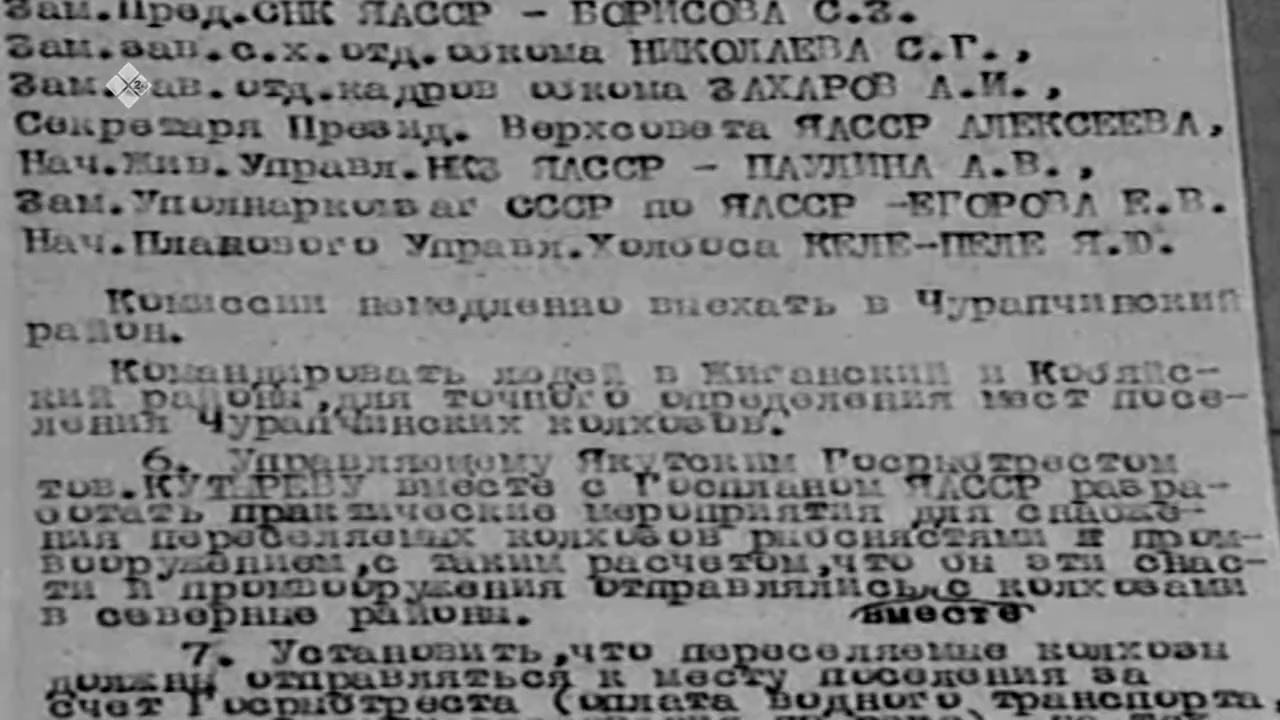 Зам.Пред.СНК ЯАССР - БОРИСОВА С.З.
Зам.зав.с.х.отд.обкома НИКОЛАЕВА С.Г.,
Зам.зав.отд.кадров обкома ЗАХАРОВ А.И.,
Секретаря Презид. Верхсовета ЯАССР АЛЕКСЕЕВА,
Нач.Жив.Управл.НКЗ ЯАССР - ПАУЛИНА А.В.,
Зам.Уполнаркомзаг СССР по ЯАССР -ЕГОРОВА Е.В.
Нач.Планового Управл.Холбоса КЕЛЕ-ПЕЛЕ Я.D.
Комиссии немедленно выехать в Чурапчинский
район.
Командировать людей в Жиганский и Кобяйс-
кий районы,для точного определения мест посе-
ления Чурапчинских колхозов.
6. Управляющему Якутским Госрыбтрестом
тов.КУТЫРЕВУ вместе с Госпланом ЯАССР разра-
ботать практические мероприятия для снабже-
ния переселяемых колхозов рыбснястями и пром-
вооружением,с таким расчетом,что он эти снас-
ти и промвооружения отправлялись с колхозами
вместе
в северные районы.
7. Установить,что переселяемые колхозы
должны отправляться к месту поселения за
счет Госрыбтреста (оплата водного транспорта,